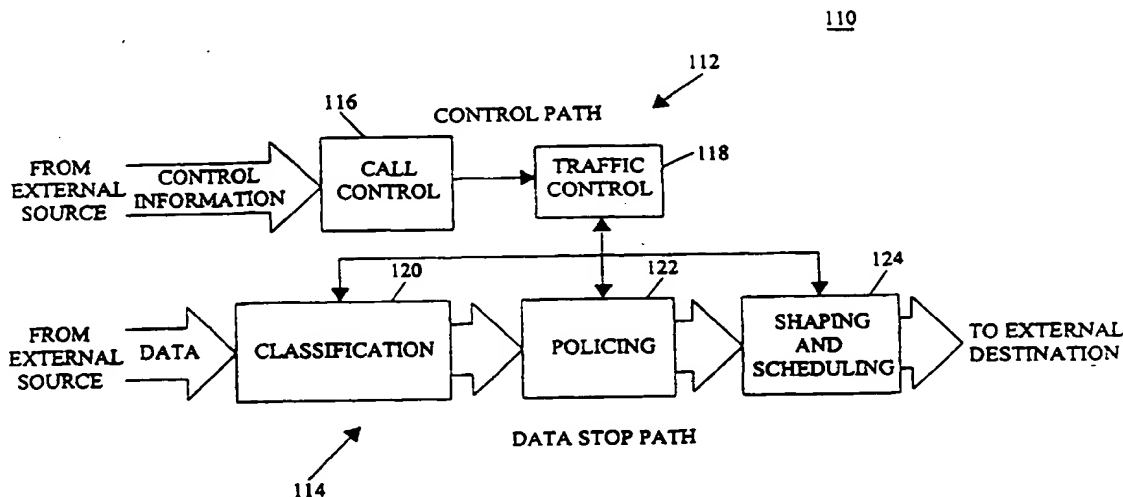 110
112
116
CONTROL PATH
FROM
EXTERNAL
SOURCE
CONTROL
INFORMATION
CALL
CONTROL
TRAFFIC
CONTROL
118
120
122
124
FROM
EXTERNAL
SOURCE
DATA
CLASSIFICATION
POLICING
SHAPING
AND
SCHEDULING
TO EXTERNAL
DESTINATION
DATA STOP PATH
114